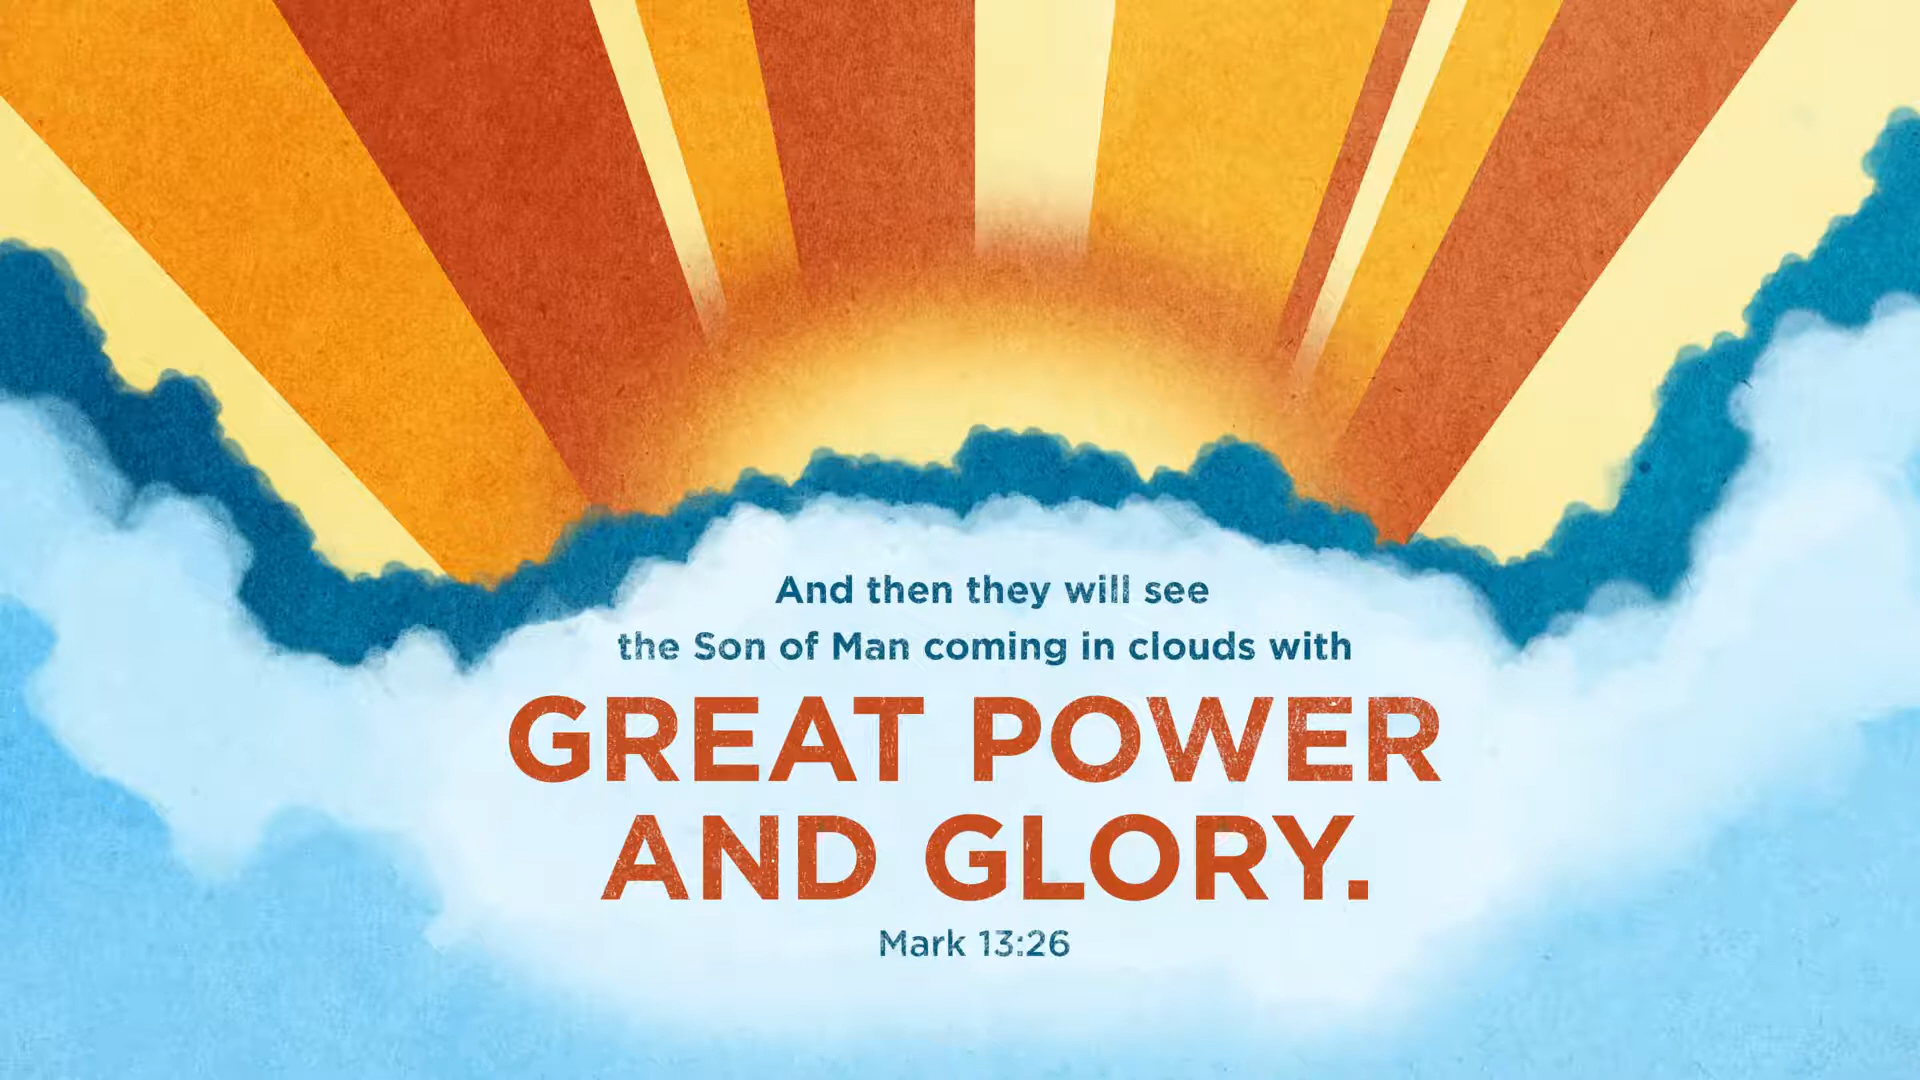 And then they will see
the Son of Man coming in clouds with
GREAT POWER
AND GLORY.
Mark 13:26